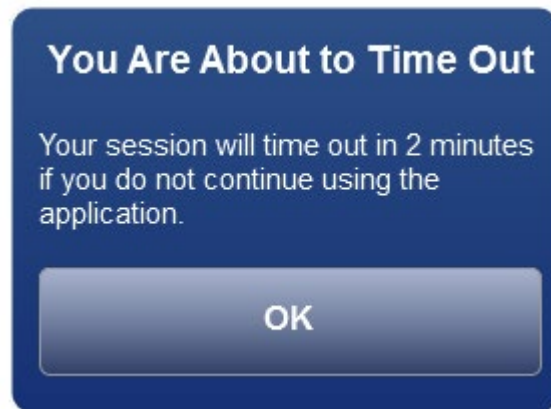 You Are About to Time Out
Your session will time out in 2 minutes
if you do not continue using the
application.
OK